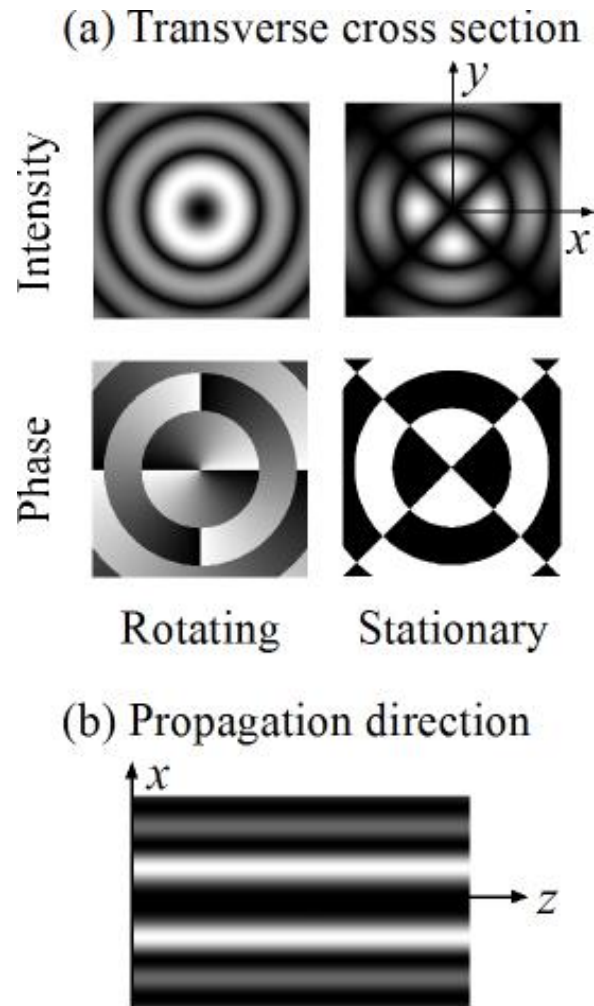 (a) Transverse cross section
Intensity
y
x
Phase
Rotating
Stationary
(b) Propagation direction
x
z